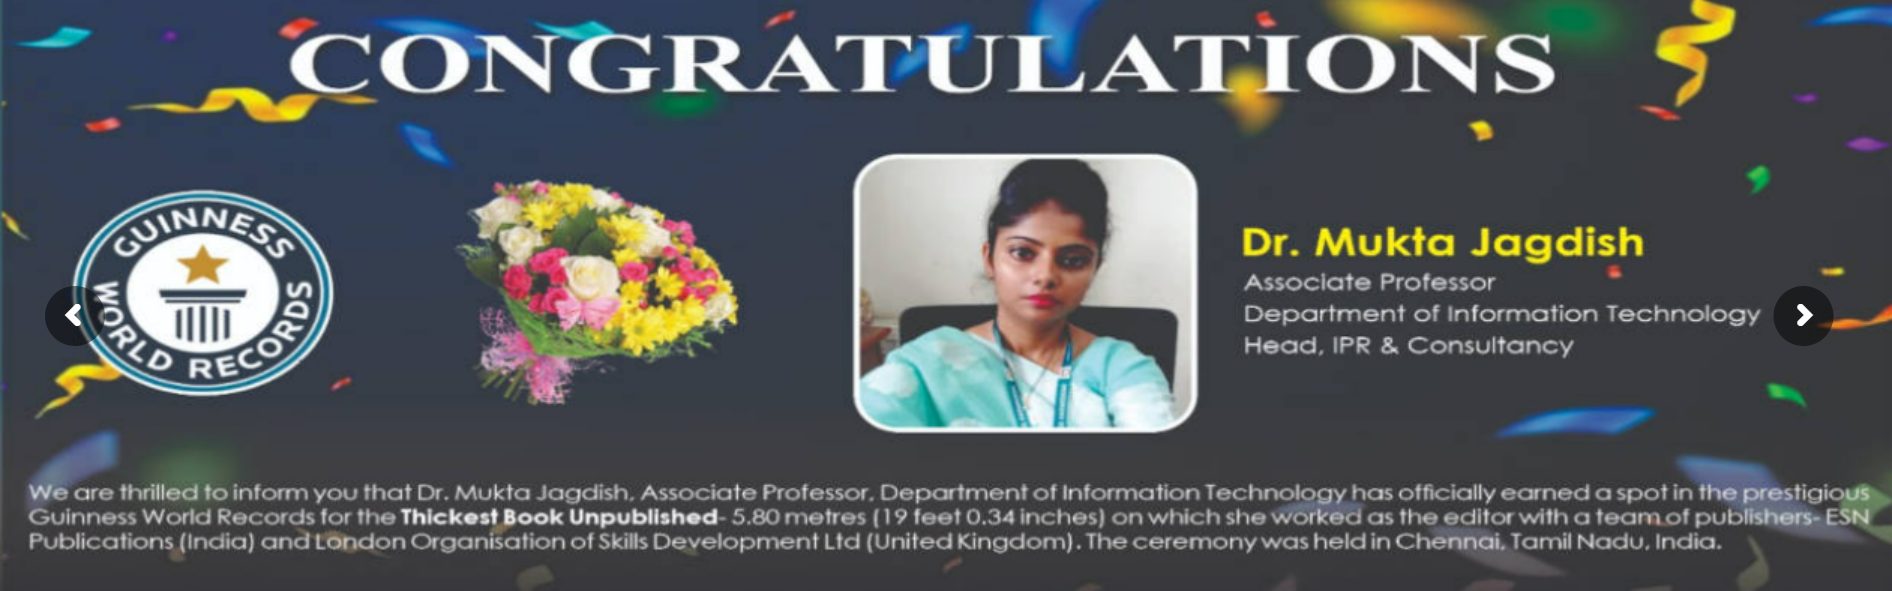 CONGRATULATIONS
GUINNESS
WORLD RECORDS
Dr. Mukta Jagdish
Associate Professor
Department of Information Technology
Head, IPR & Consultancy
We are thrilled to inform you that Dr. Mukta Jagdish, Associate Professor, Department of Information Technology has officially earned a spot in the prestigious
Guinness World Records for the Thickest Book Unpublished- 5.80 metres (19 feet 0.34 inches) on which she worked as the editor with a team of publishers- ESN
Publications (India) and London Organisation of Skills Development Ltd (United Kingdom). The ceremony was held in Chennai, Tamil Nadu, India.